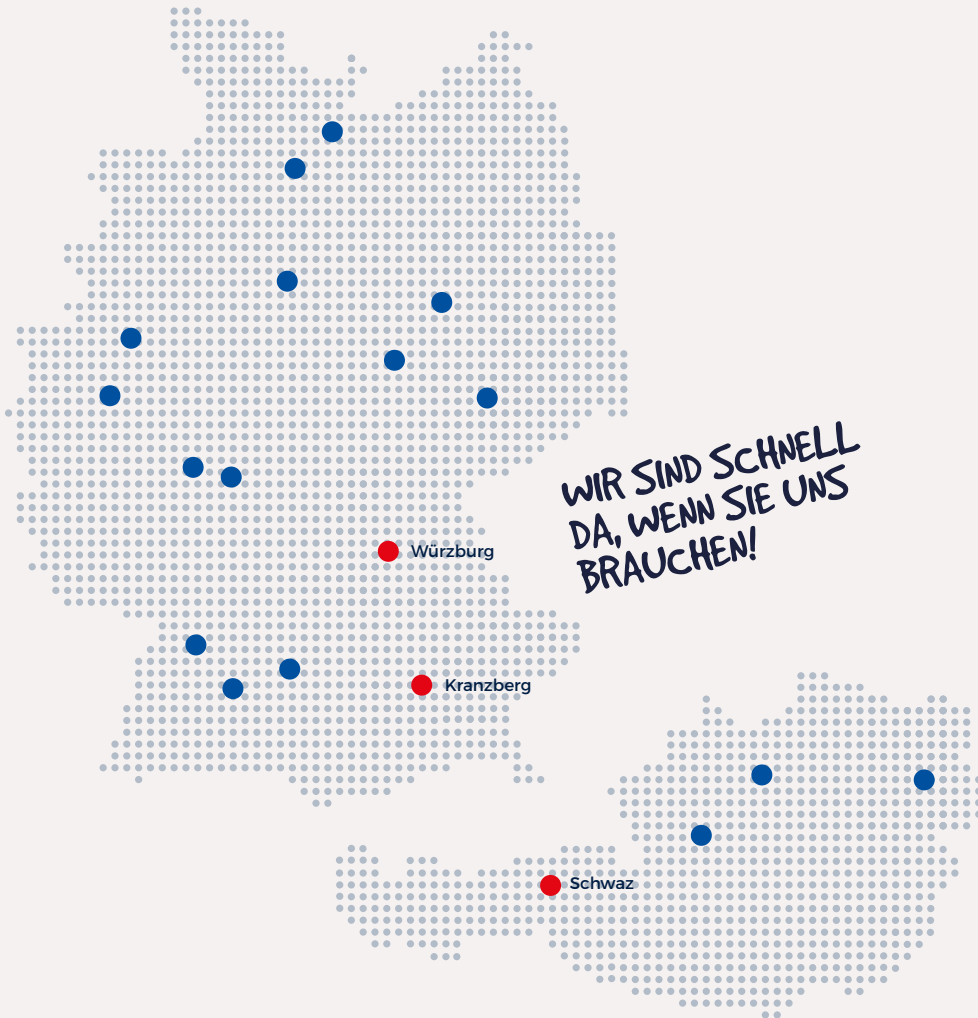 WIR SIND SCHNELL
DA, WENN SIE UNS
BRAUCHEN!
Würzburg
Kranzberg
Schwaz